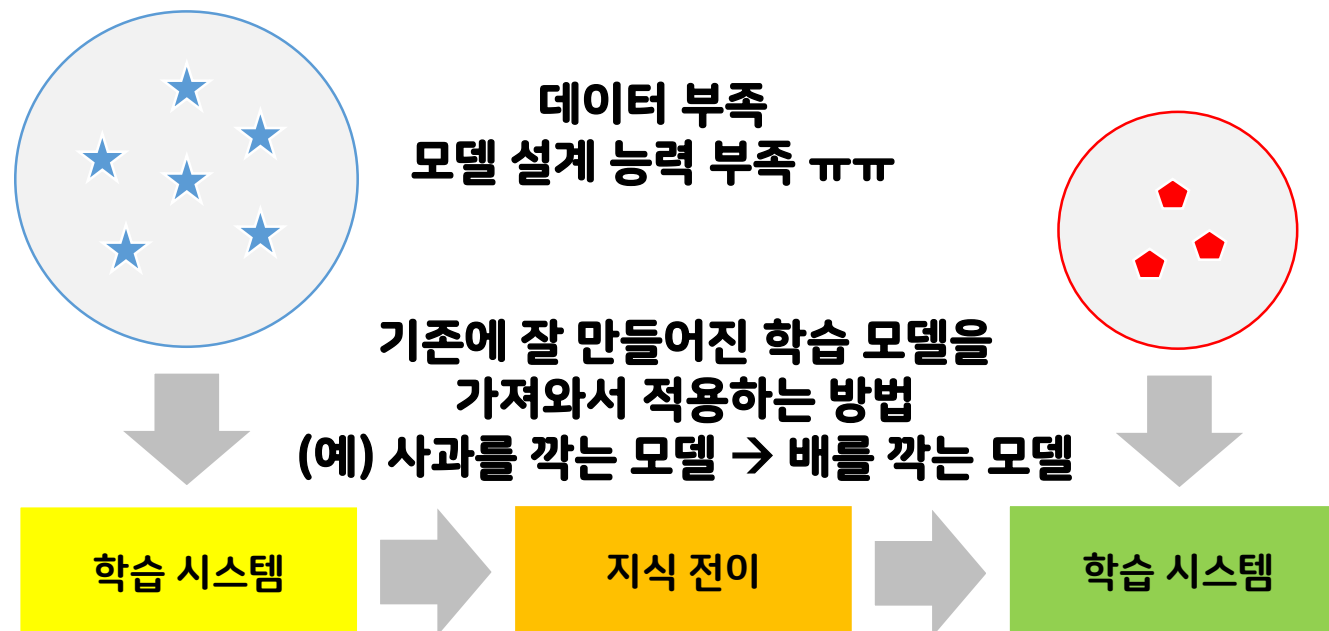 데이터 부족
모델 설계 능력 부족 ㅠㅠ
기존에 잘 만들어진 학습 모델을
가져와서 적용하는 방법
(예) 사과를 깍는 모델 → 배를 깍는 모델
학습 시스템
지식 전이
학습 시스템